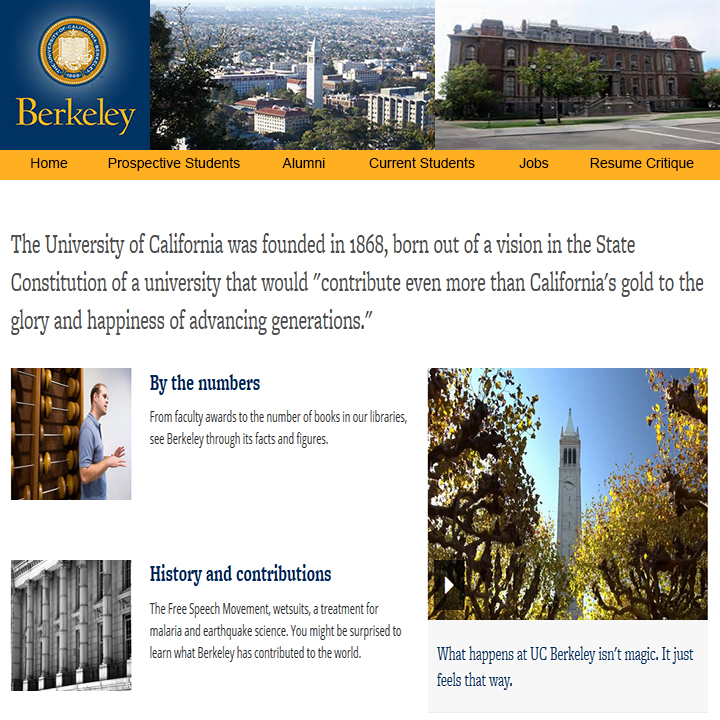 THE UNIVERSITY OF CALIFORNIA BERKELEY
1868
Berkeley
Home Prospective Students Alumni Current Students Jobs Resume Critique
The University of California was founded in 1868, born out of a vision in the State
Constitution of a university that would "contribute even more than California's gold to the
glory and happiness of advancing generations."
By the numbers
From faculty awards to the number of books in our libraries,
see Berkeley through its facts and figures.
History and contributions
The Free Speech Movement, wetsuits, a treatment for
malaria and earthquake science. You might be surprised to
learn what Berkeley has contributed to the world.
What happens at UC Berkeley isn't magic. It just
feels that way.